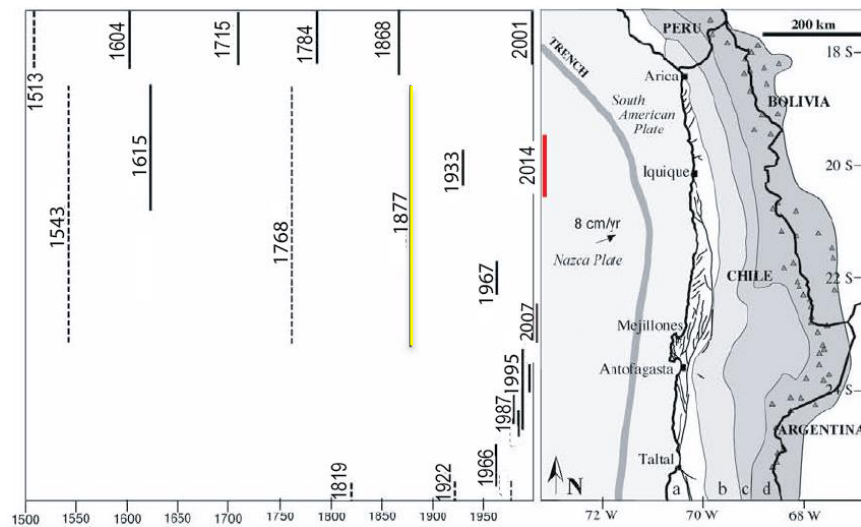 1513
1604
1715
1784
1868
2001
1543
1615
1768
1877
1933
2014
1967
2007
1995
1987
1966
1819
1922
1500
1550
1600
1650
1700
1750
1800
1850
1900
1950
200 km
PERU
18 S
TRENCH
Arica
BOLIVIA
South
American
Plate
Iquique
20 S
8 cm/yr
Nazca Plate
CHILE
22 S
Mejillones
Antofagasta
24 S
ARGENTINA
Taltal
N
a
b
c
d
72 W
70 W
68 W